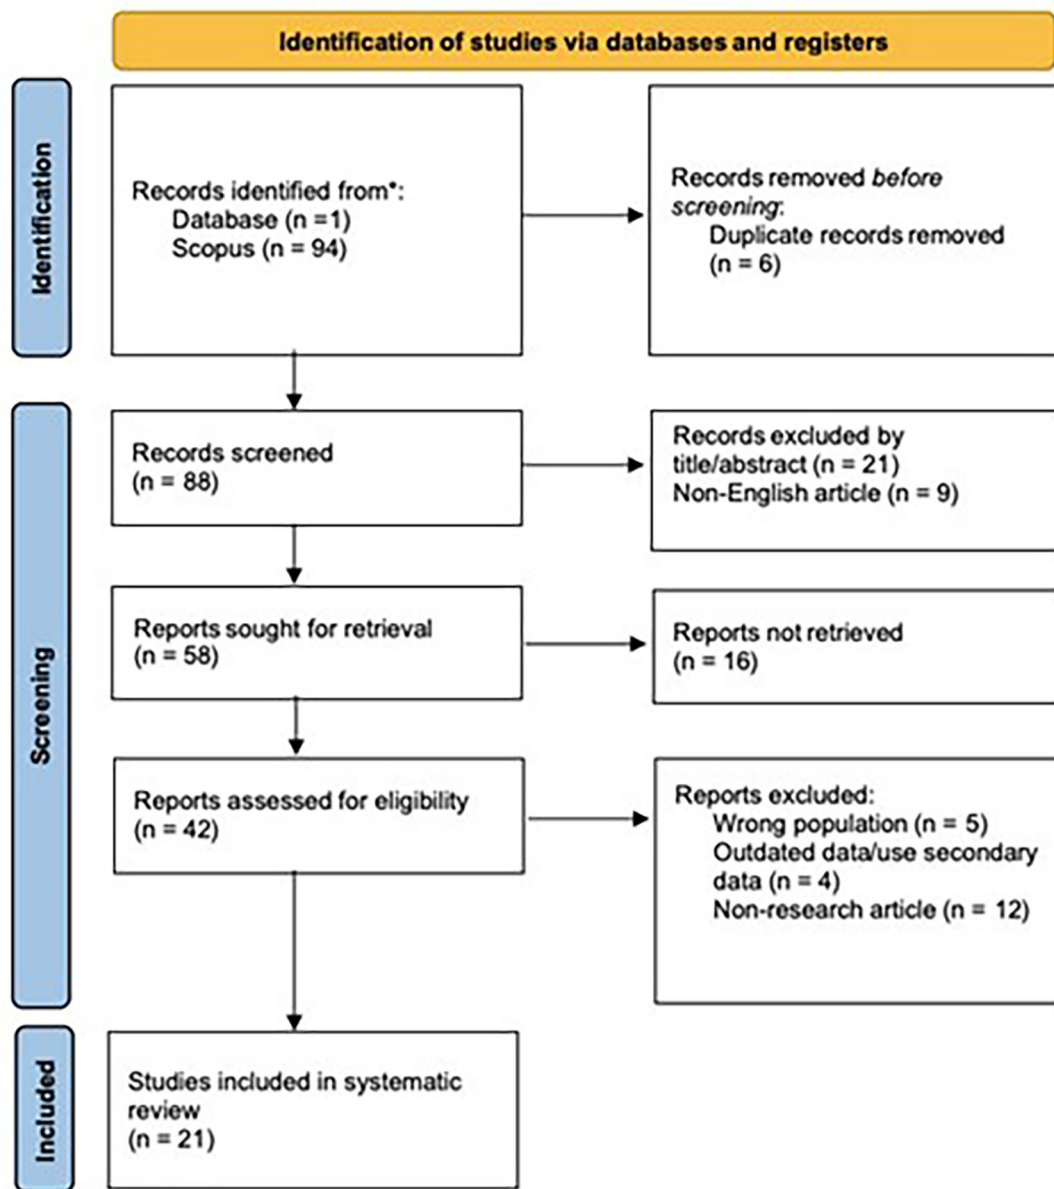 Identification of studies via databases and registers
Identification
Records identified from*:
Database (n =1)
Scopus (n = 94)
Records removed before
screening:
Duplicate records removed
(n = 6)
Screening
Records screened
(n = 88)
Records excluded by
title/abstract (n = 21)
Non-English article (n = 9)
Reports sought for retrieval
(n = 58)
Reports not retrieved
(n = 16)
Reports assessed for eligibility
(n = 42)
Reports excluded:
Wrong population (n = 5)
Outdated data/use secondary
data (n = 4)
Non-research article (n = 12)
Included
Studies included in systematic
review
(n = 21)